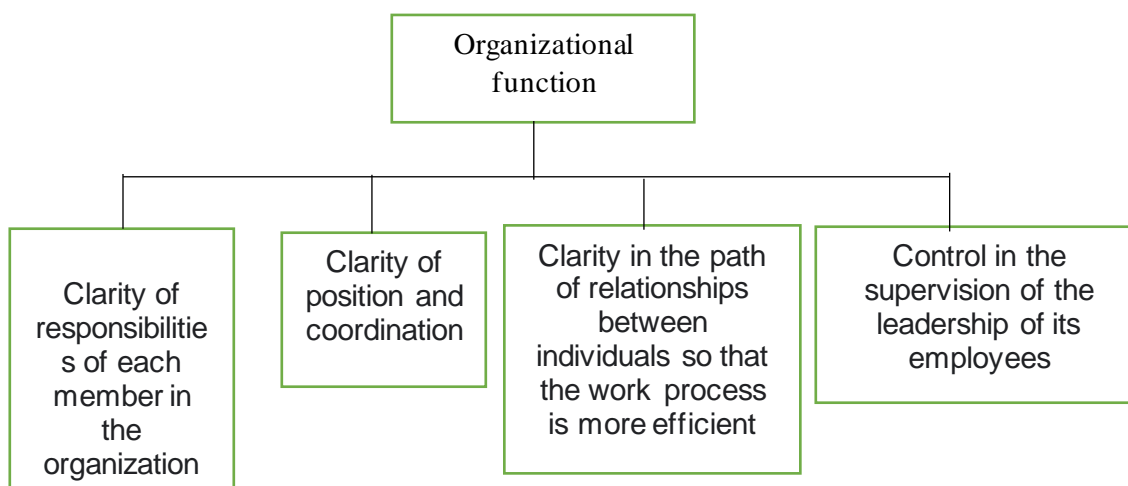 Organizational
function
Clarity of
responsibilitie
s of each
member in
the
organization
Clarity of
position and
coordination
Clarity in the path
of relationships
between
individuals so that
the work process
is more efficient
Control in the
supervision of the
leadership of its
employees